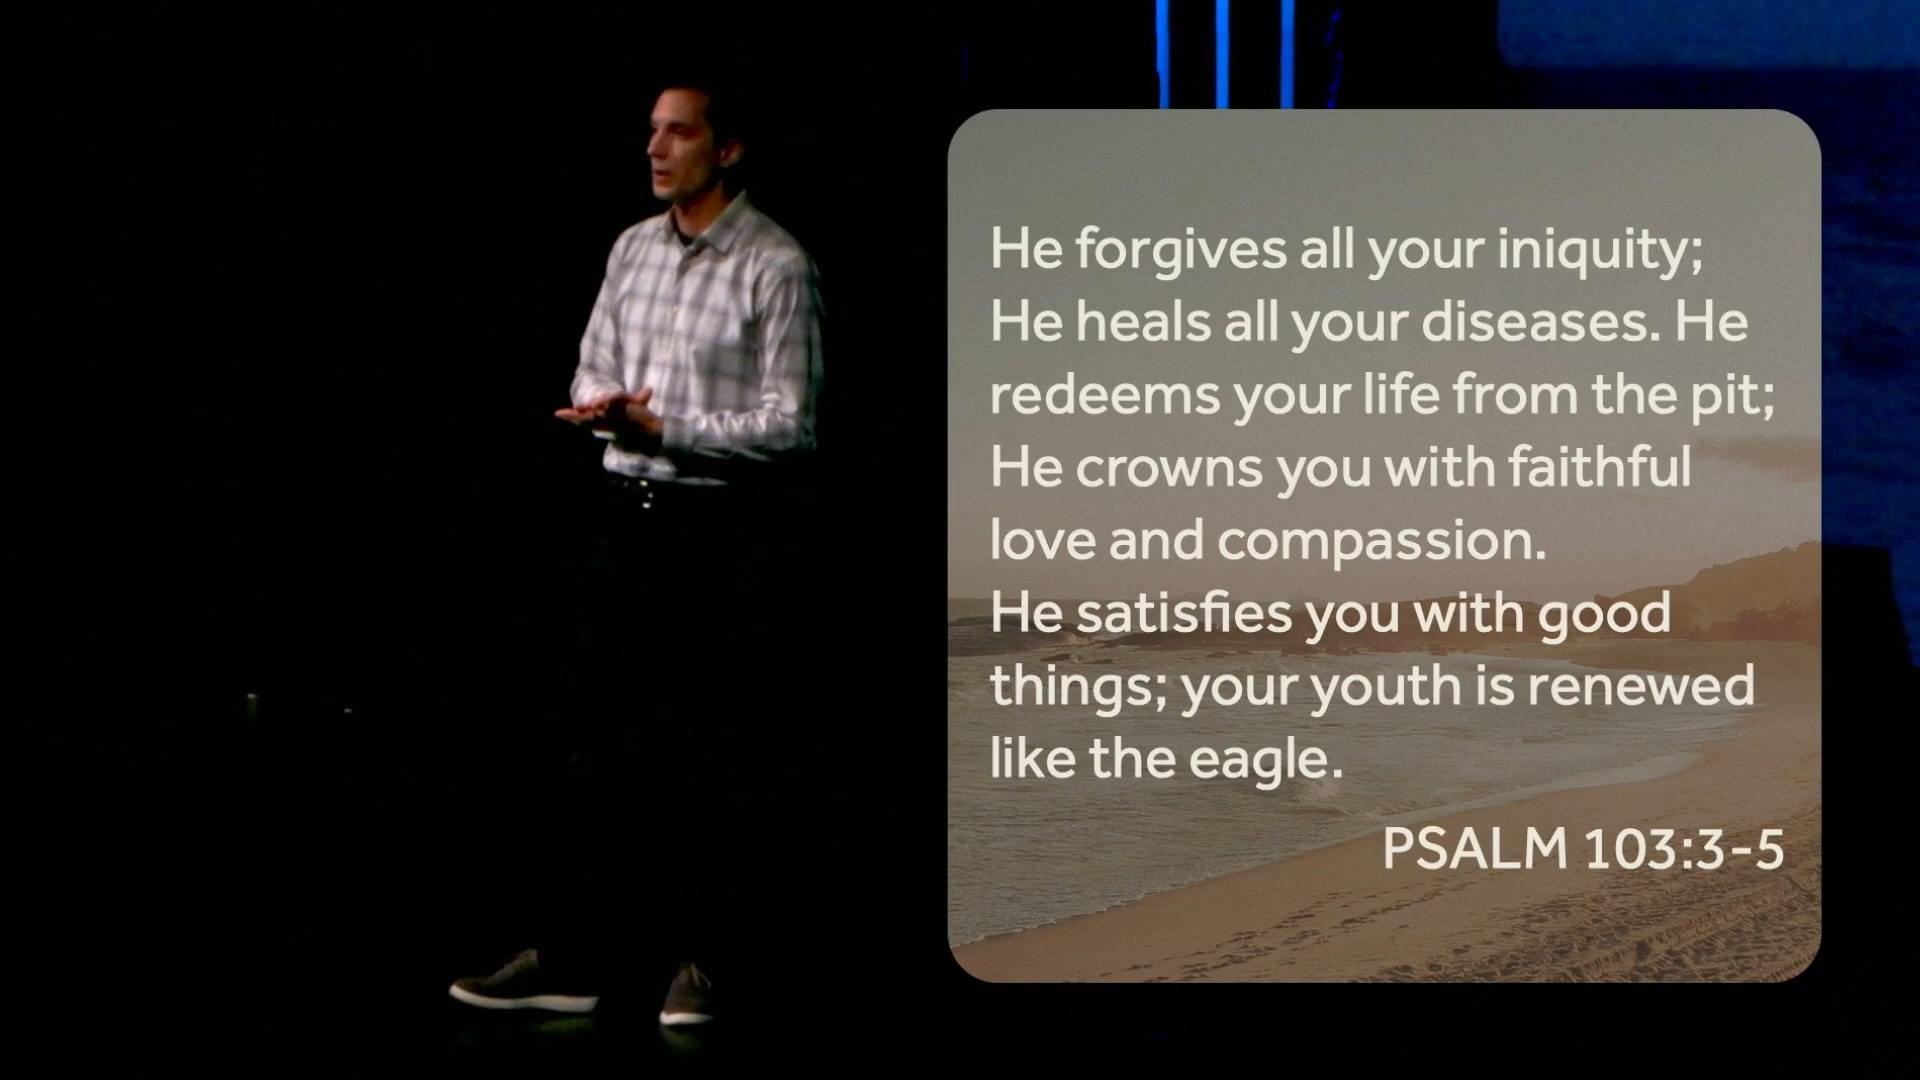 He forgives all your iniquity;
He heals all your diseases. He
redeems your life from the pit;
He crowns you with faithful
love and compassion.
He satisfies you with good
things; your youth is renewed
like the eagle.
PSALM 103:3-5